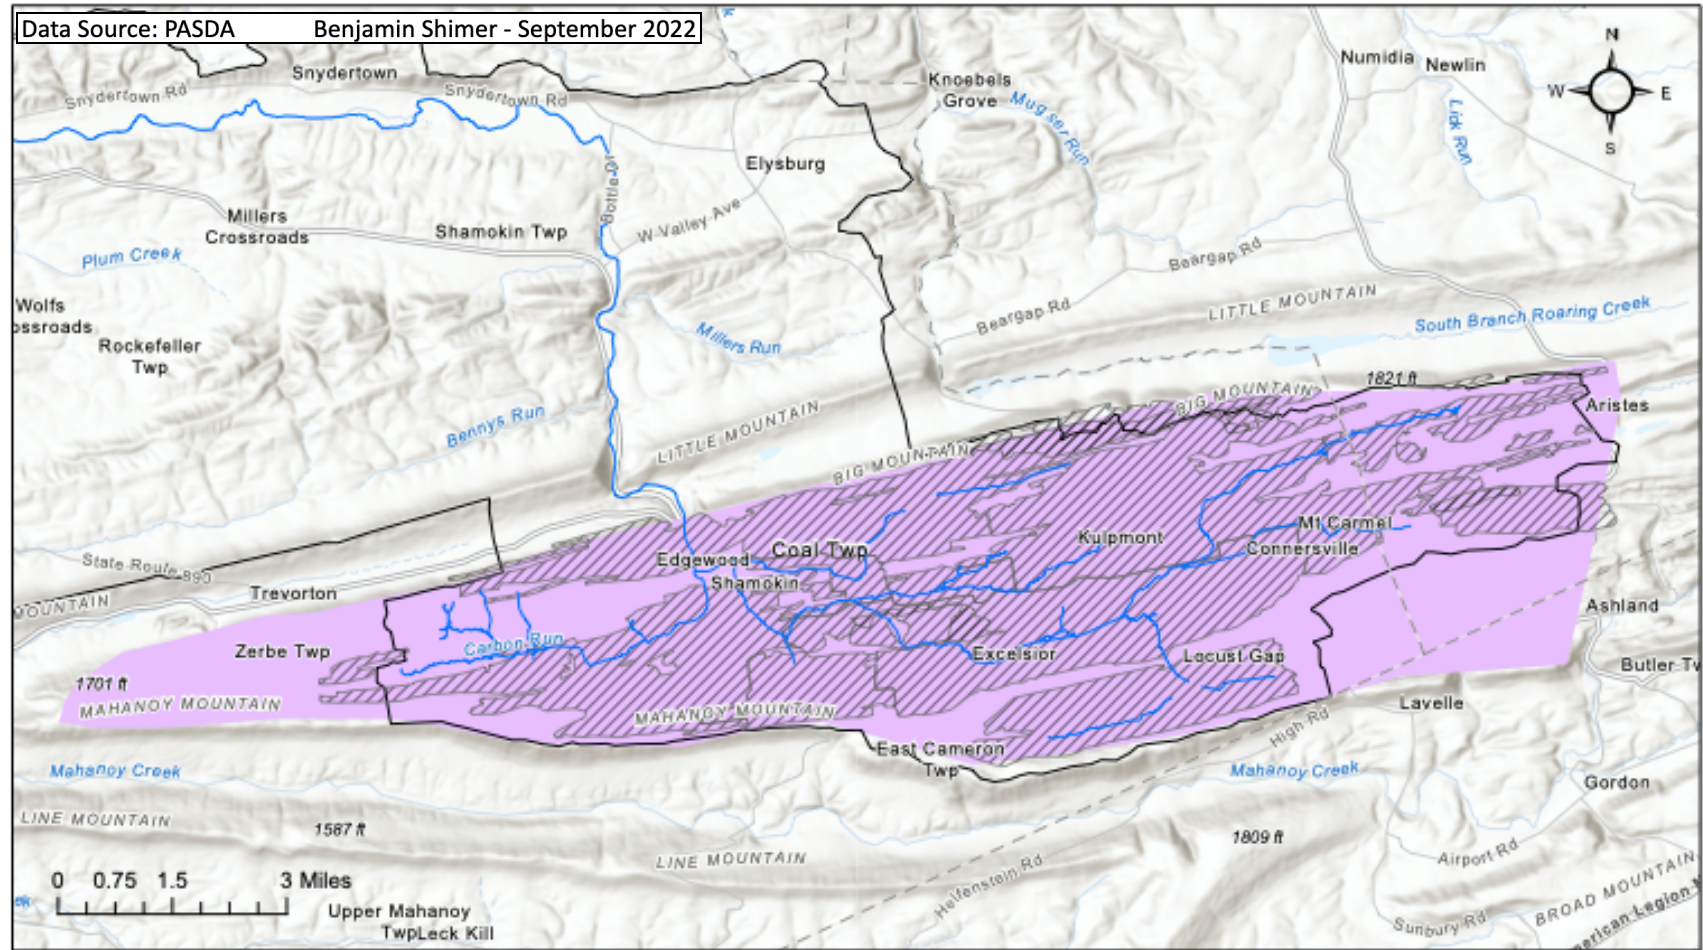 Data Source: PASDA Benjamin Shimer - September 2022
N
W E
S
Snydertown
Snydertown Rd
Snydertown Rd
Knoebels
Grove
Mugser Run
Numidia
Newlin
Lick Run
Elysburg
Millers
Crossroads
Shamokin Twp
W Valley Ave
Plum Creek
Beargap Rd
Beargap Rd
Wolfs
ossroads
Rockefeller
Twp
Millers Run
LITTLE MOUNTAIN
South Branch Roaring Creek
Bennys Run
LITTLE MOUNTAIN
BIG MOUNTAIN
BIG MOUNTAIN
1821 ft
Aristes
State Route 890
MOUNTAIN
Trevorton
Edgewood
Coal Twp
Shamokin
Kulpmont
Mt Carmel
Connersville
Ashland
Zerbe Twp
Carbon Run
Excelsior
Locust Gap
Butler Tw
1701 ft
MAHANOY MOUNTAIN
MAHANOY MOUNTAIN
Lavelle
High Rd
East Cameron
Twp
Mahanoy Creek
Mahanoy Creek
Gordon
LINE MOUNTAIN
1587 ft
LINE MOUNTAIN
1809 ft
Airport Rd
Helfenstein Rd
BROAD MOUNTAIN
Sunbury Rd
erican Legion
0 0.75 1.5 3 Miles
Upper Mahanoy
TwpLeck Kill